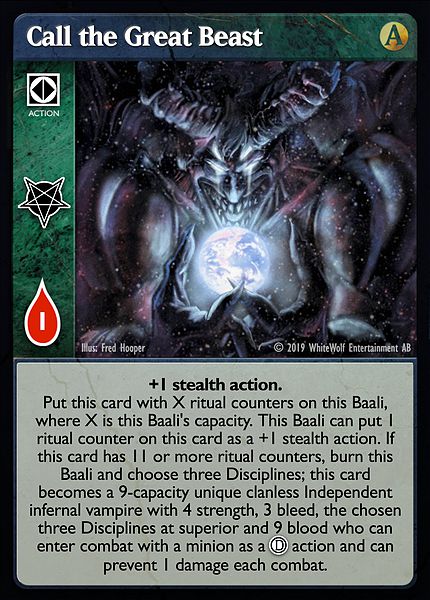 Call the Great Beast
A
ACTION
1
Illus: Fred Hooper
© 2019 WhiteWolf Entertainment AB
+1 stealth action.
Put this card with X ritual counters on this Baali,
where X is this Baali's capacity. This Baali can put 1
ritual counter on this card as a +1 stealth action. If
this card has 11 or more ritual counters, burn this
Baali and choose three Disciplines; this card
becomes a 9-capacity unique clanless Independent
infernal vampire with 4 strength, 3 bleed, the chosen
three Disciplines at superior and 9 blood who can
enter combat with a minion as a Ⓓ action and can
prevent 1 damage each combat.